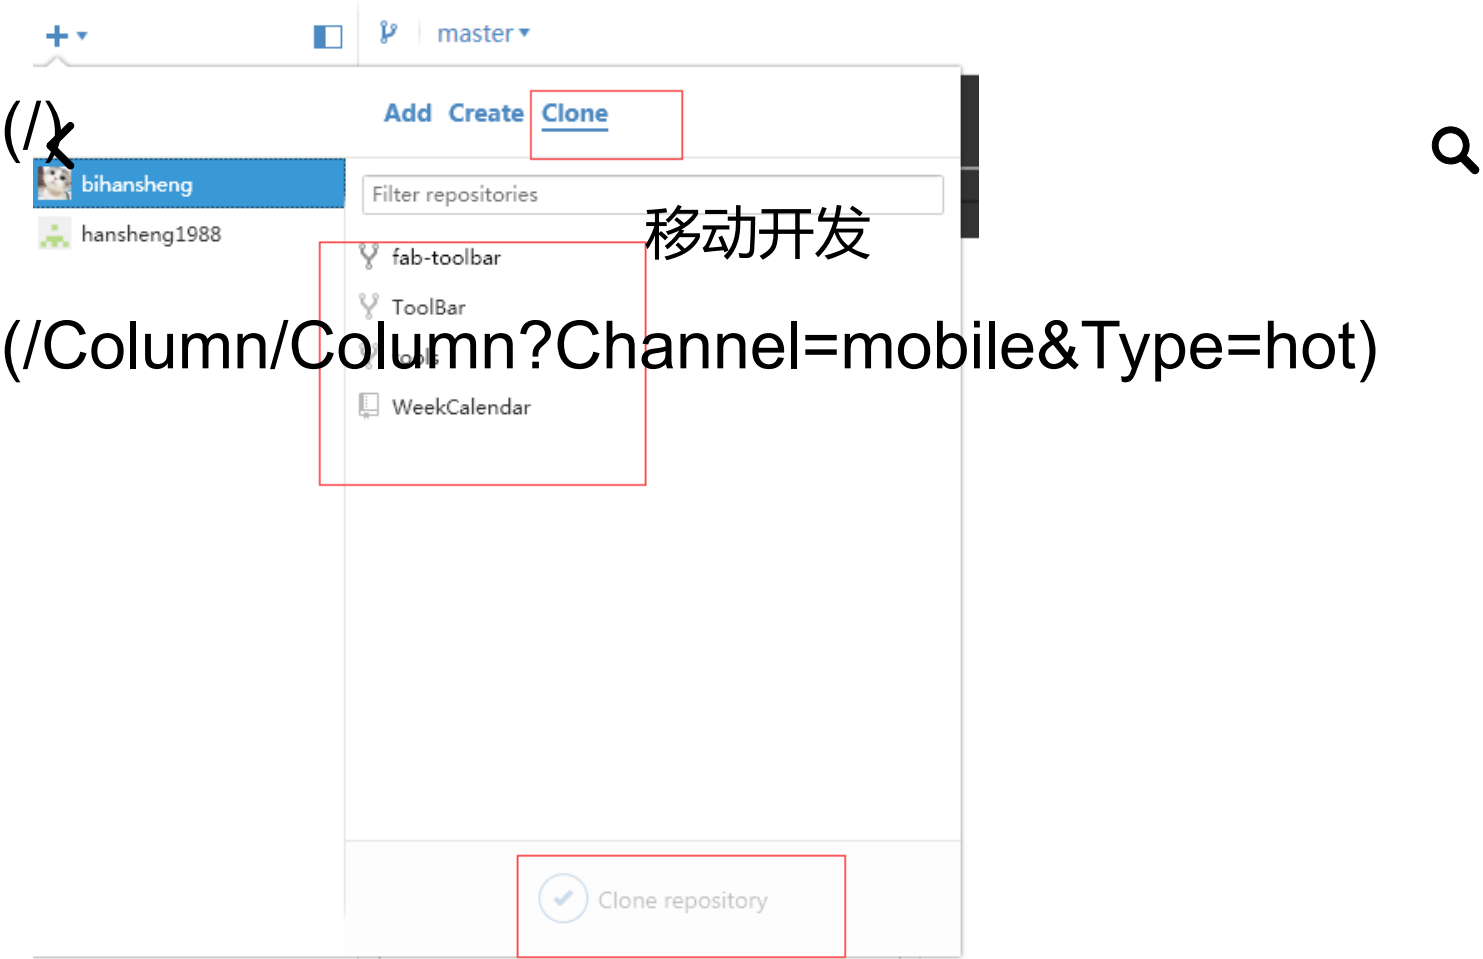 master
Add Create Clone
(/)
bihansheng
hansheng1988
Filter repositories
移动开发
fab-toolbar
ToolBar
(/Column/Column?Channel=mobile&Type=hot)
tools
WeekCalendar
Clone repository